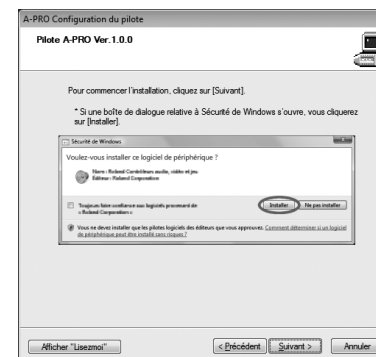 A-PRO Configuration du pilote
Pilote A-PRO Ver.1.0.0
Pour commencer l'installation, cliquez sur [Suivant].
* Si une boîte de dialogue relative à Sécurité de Windows s'ouvre, vous cliquerez
sur [Installer].
Sécurité de Windows
Voulez-vous installer ce logiciel de périphérique ?
Nom : Roland Contrôleurs audio, vidéo et jeu
Éditeur : Roland Corporation
Toujours faire confiance aux logiciels provenant de
« Roland Corporation ».
Installer
Ne pas installer
Vous ne devez installer que les pilotes logiciels des éditeurs que vous approuvez. Comment déterminer si un logiciel
de périphérique peut être installé sans risques ?
Afficher "Lisezmoi"
< Précédent
Suivant >
Annuler